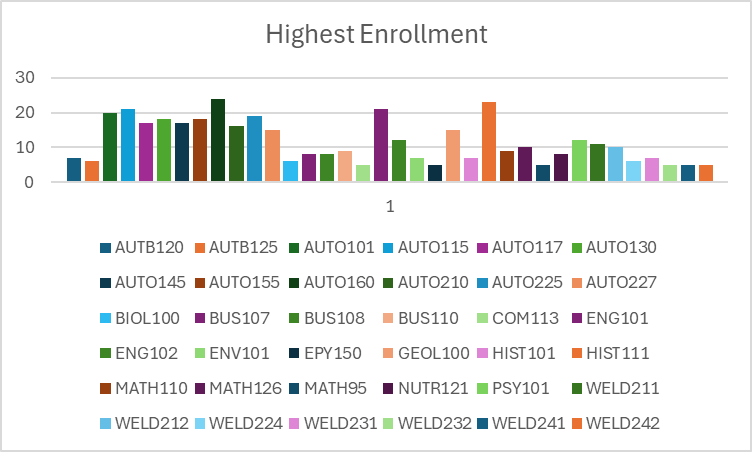 Highest Enrollment
30
20
10
0
1
AUTB120 AUTB125 AUTO101 AUTO115 AUTO117 AUTO130
AUTO145 AUTO155 AUTO160 AUTO210 AUTO225 AUTO227
BIOL100 BUS107 BUS108 BUS110 COM113 ENG101
ENG102 ENV101 EPY150 GEOL100 HIST101 HIST111
MATH110 MATH126 MATH95 NUTR121 PSY101 WELD211
WELD212 WELD224 WELD231 WELD232 WELD241 WELD242